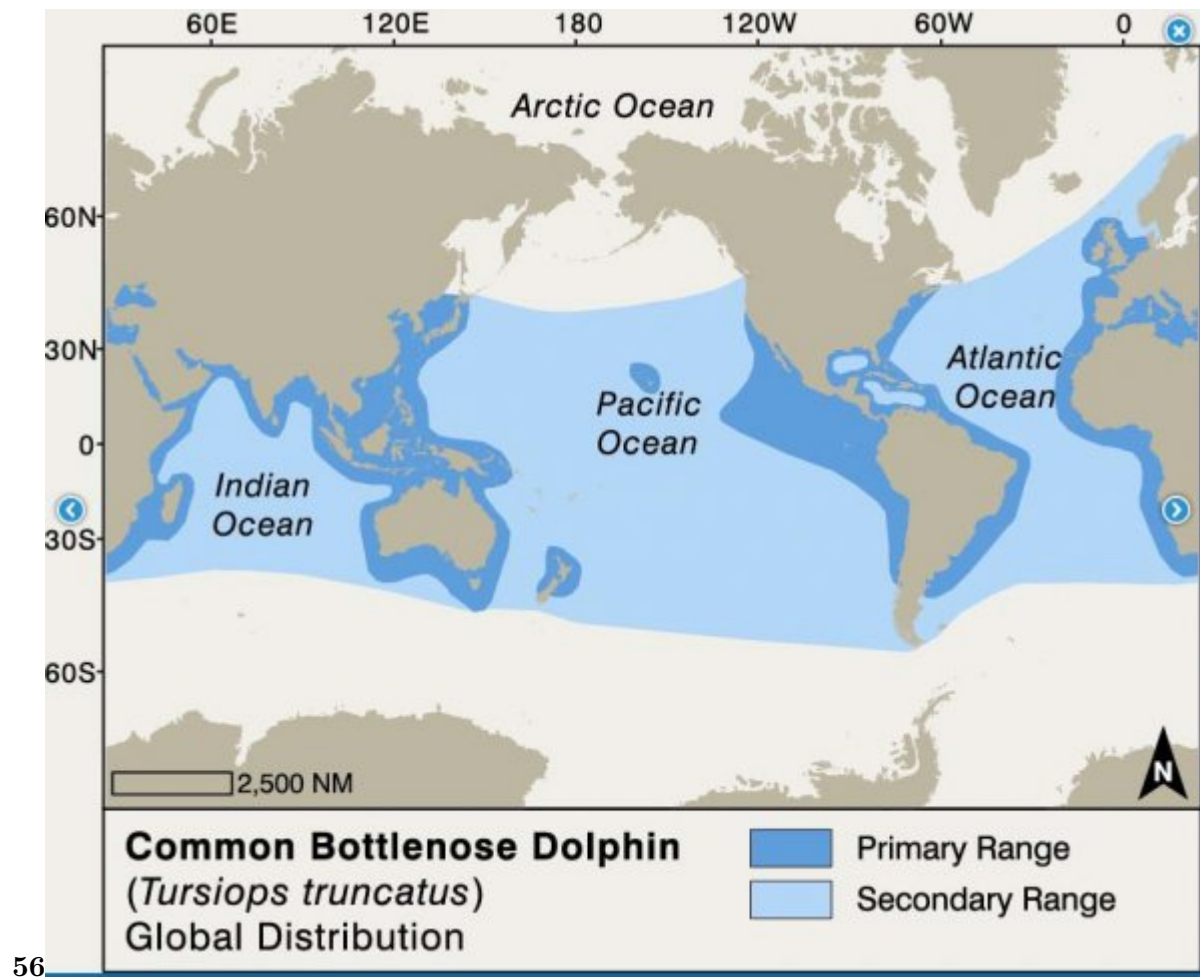 60E 120E 180 120W 60W 0
Arctic Ocean
60N
30N
Atlantic
Ocean
Pacific
Ocean
0
Indian
Ocean
30S
60S
2,500 NM
N
Common Bottlenose Dolphin
(Tursiops truncatus)
Global Distribution
Primary Range
Secondary Range
56